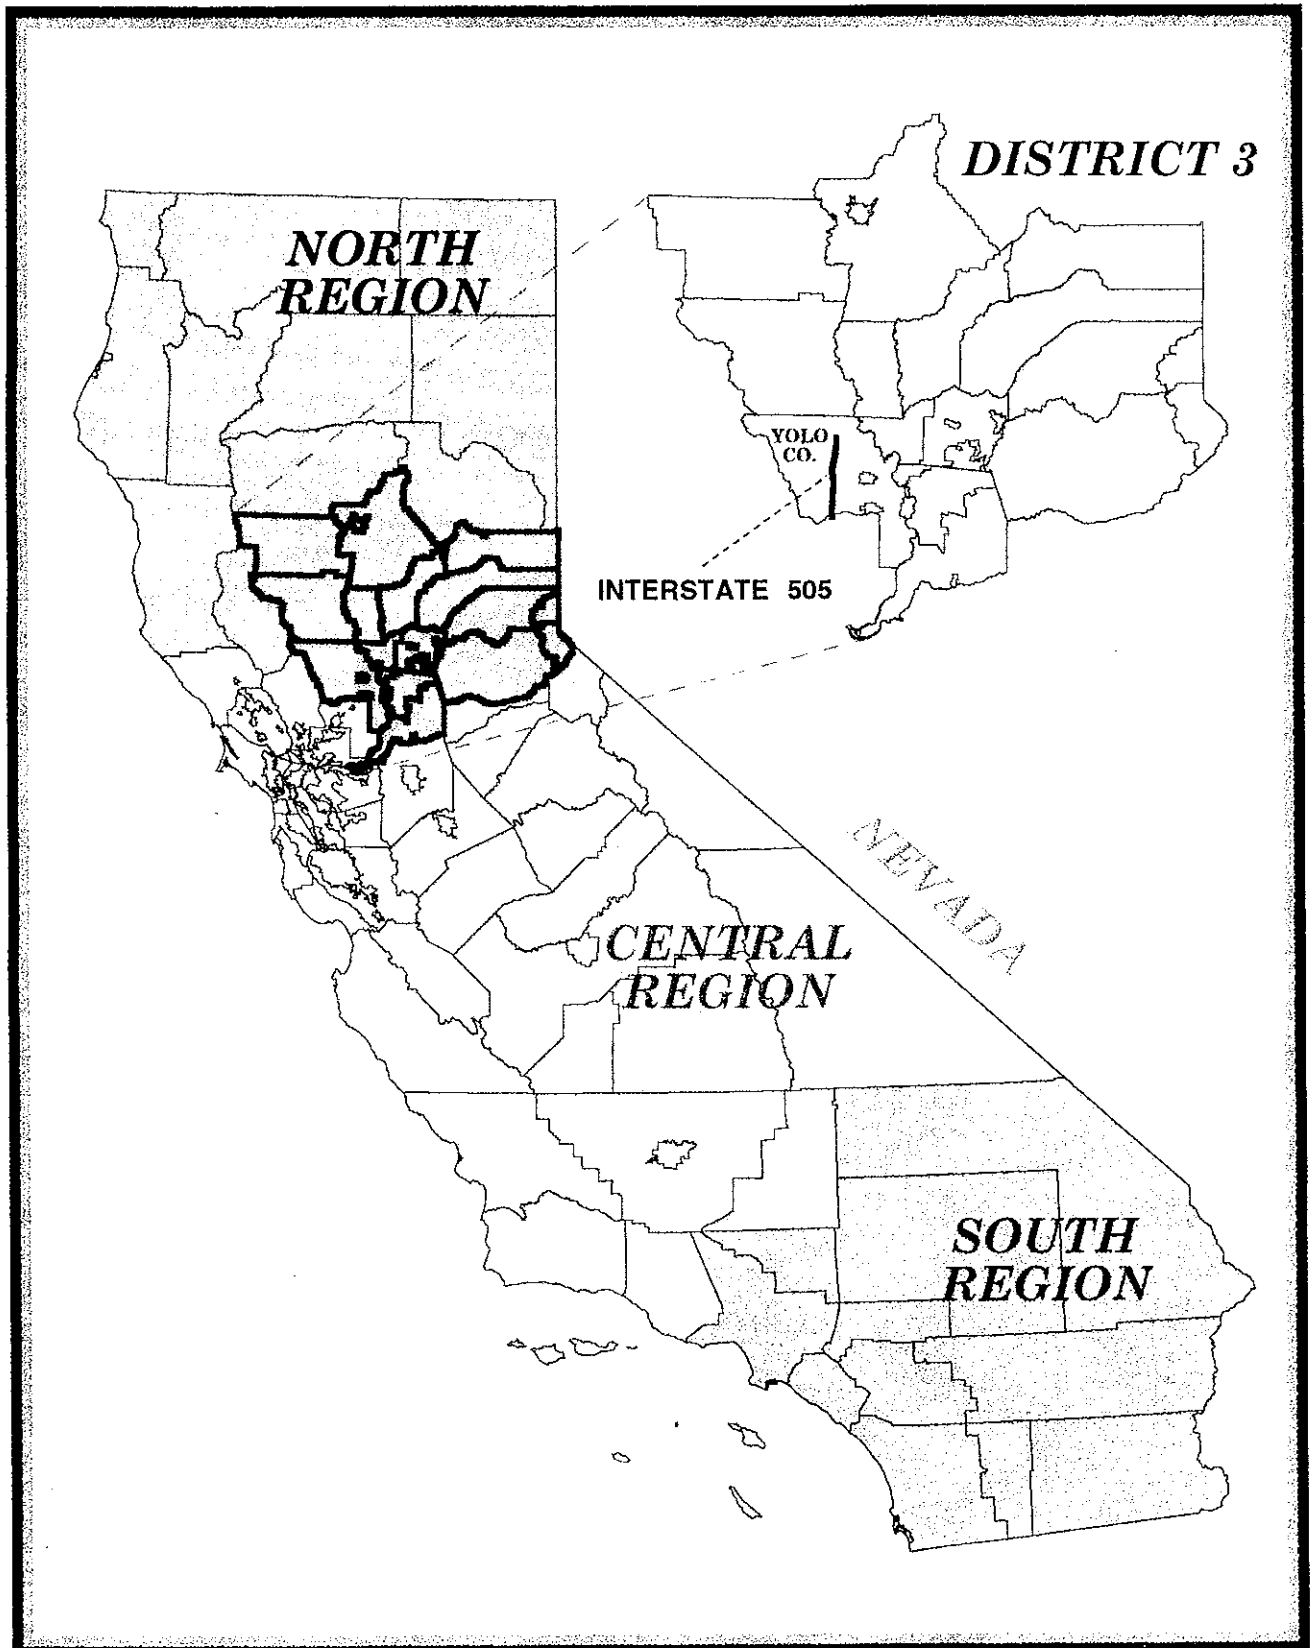 DISTRICT 3
NORTH
REGION
YOLO
CO.
INTERSTATE 505
NEVADA
CENTRAL
REGION
SOUTH
REGION